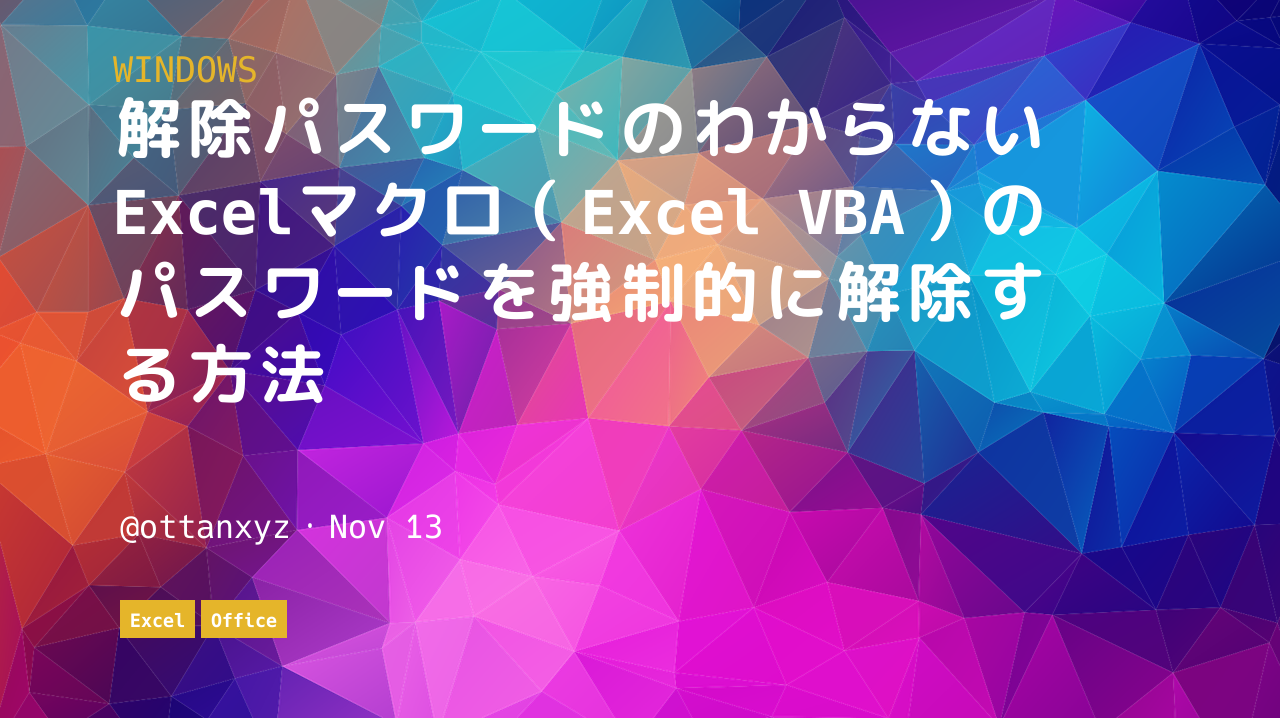 WINDOWS
解除パスワードのわからない
Excelマクロ（Excel VBA）の
パスワードを強制的に解除す
る方法
@ottanxyz・Nov 13
Excel Office